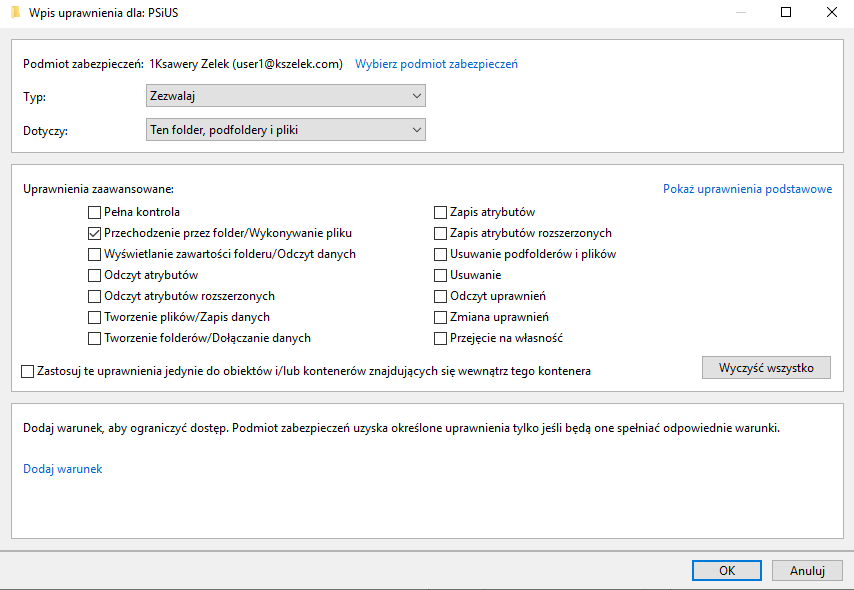 Wpis uprawnienia dla: PSiUS
Podmiot zabezpieczeń: 1Ksawery Zelek (user1@kszelek.com) Wybierz podmiot zabezpieczeń
Typ: Zezwalaj
Dotyczy: Ten folder, podfoldery i pliki
Uprawnienia zaawansowane: Pokaż uprawnienia podstawowe
Pełna kontrola
Przechodzenie przez folder/Wykonywanie pliku
Wyświetlanie zawartości folderu/Odczyt danych
Odczyt atrybutów
Odczyt atrybutów rozszerzonych
Tworzenie plików/Zapis danych
Tworzenie folderów/Dołączanie danych
Zapis atrybutów
Zapis atrybutów rozszerzonych
Usuwanie podfolderów i plików
Usuwanie
Odczyt uprawnień
Zmiana uprawnień
Przejęcie na własność
Zastosuj te uprawnienia jedynie do obiektów i/lub kontenerów znajdujących się wewnątrz tego kontenera
Wyczyść wszystko
Dodaj warunek, aby ograniczyć dostęp. Podmiot zabezpieczeń uzyska określone uprawnienia tylko jeśli będą one spełniać odpowiednie warunki.
Dodaj warunek
OK Anuluj